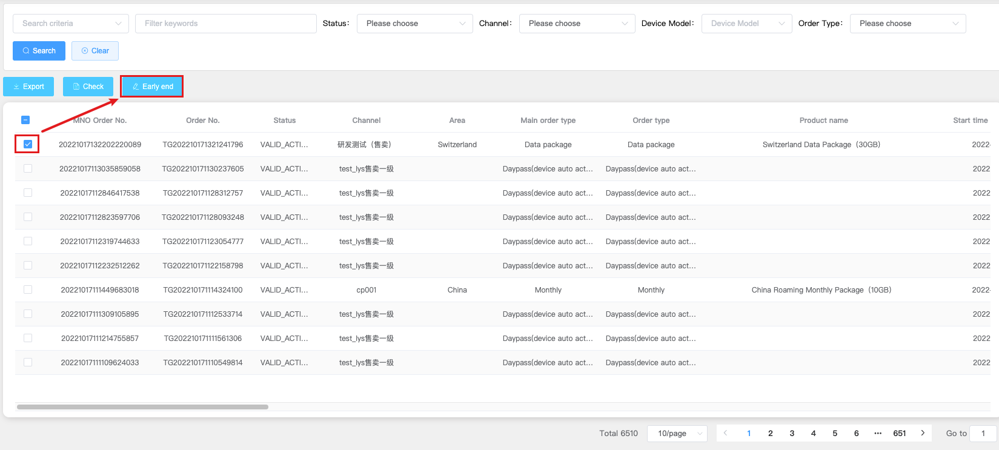 Search criteria Filter keywords Status: Please choose Channel: Please choose Device Model: Device Model Order Type: Please choose
Search Clear
Export Check Early end
MNO Order No. Order No. Status Channel Area Main order type Order type Product name Start time
20221017132202220089 TG202210171321241796 VALID_ACTI... 研发测试（售卖） Switzerland Data package Data package Switzerland Data Package（30GB） 2022-
20221017113035859058 TG202210171130237605 VALID_ACTI... test_lys售卖一级 Daypass(device auto act... Daypass(device auto act... 2022
20221017112846417538 TG202210171128312757 VALID_ACTI... test_lys售卖一级 Daypass(device auto act... Daypass(device auto act... 2022
20221017112823597706 TG202210171128093248 VALID_ACTI... test_lys售卖一级 Daypass(device auto act... Daypass(device auto act... 2022
20221017112319744633 TG202210171123054777 VALID_ACTI... test_lys售卖一级 Daypass(device auto act... Daypass(device auto act... 2022
20221017112232512262 TG202210171122158798 VALID_ACTI... test_lys售卖一级 Daypass(device auto act... Daypass(device auto act... 2022
20221017111449683018 TG202210171114324100 VALID_ACTI... cp001 China Monthly Monthly China Roaming Monthly Package（10GB） 2022-
20221017111309105895 TG202210171112533714 VALID_ACTI... test_lys售卖一级 Daypass(device auto act... Daypass(device auto act... 2022
20221017111214755857 TG202210171111561306 VALID_ACTI... test_lys售卖一级 Daypass(device auto act... Daypass(device auto act... 2022
20221017111109624033 TG202210171110549814 VALID_ACTI... test_lys售卖一级 Daypass(device auto act... Daypass(device auto act... 2022
Total 6510 10/page 1 2 3 4 5 6 ... 651 Go to 1